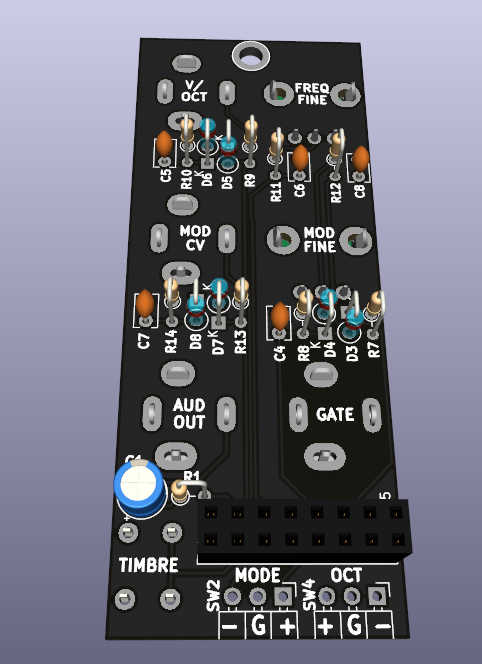 V/
OCT
FREQ
FINE
K
C5
R10
D6
D5
R9
R11
C6
R12
C8
MOD
CV
MOD
FINE
K
C7
R14
D8
K
D7
R13
C4
R8
K
D4
D3
R7
AUD
OUT
GATE
C1
R1
+
5
TIMBRE
MODE
OCT
SW2
SW4
- G +
+ G -